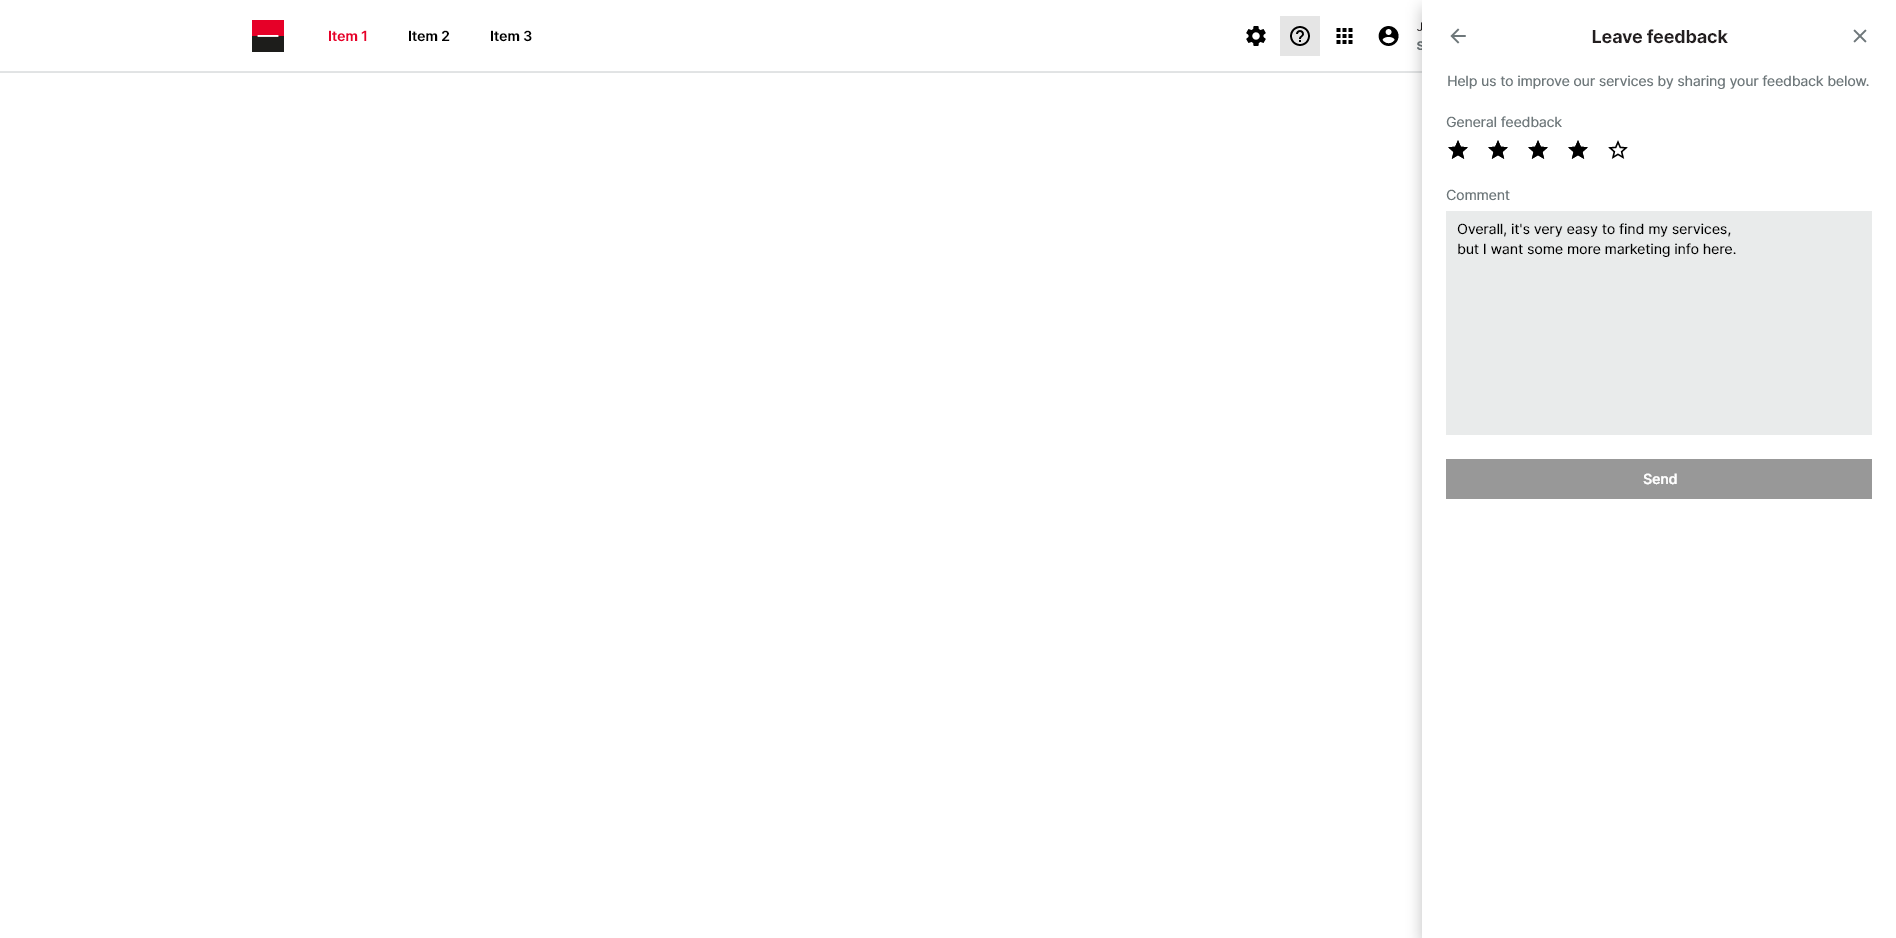 Item 1
Item 2
Item 3
Leave feedback
Help us to improve our services by sharing your feedback below.
General feedback
Comment
Overall, it's very easy to find my services,
but I want some more marketing info here.
Send